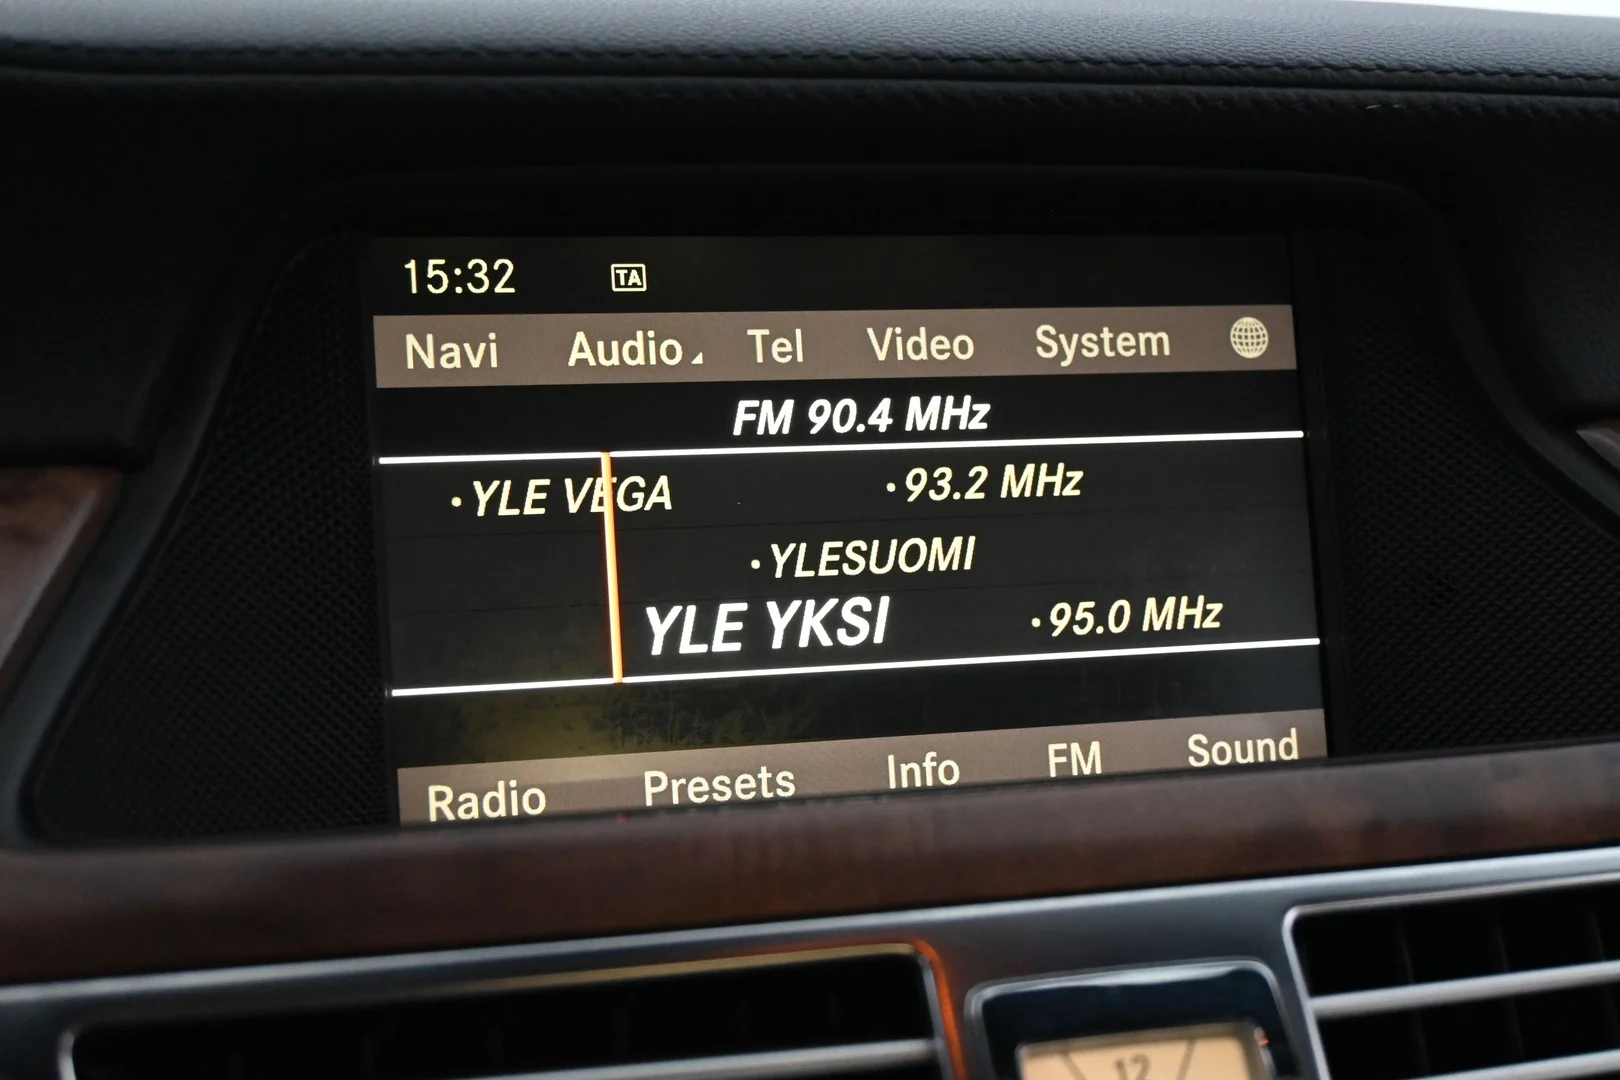 15:32 TA
Navi Audio Tel Video System
FM 90.4 MHz
·YLE VEGA ·93.2 MHz
·YLESUOMI
YLE YKSI ·95.0 MHz
Radio Presets Info FM Sound
12